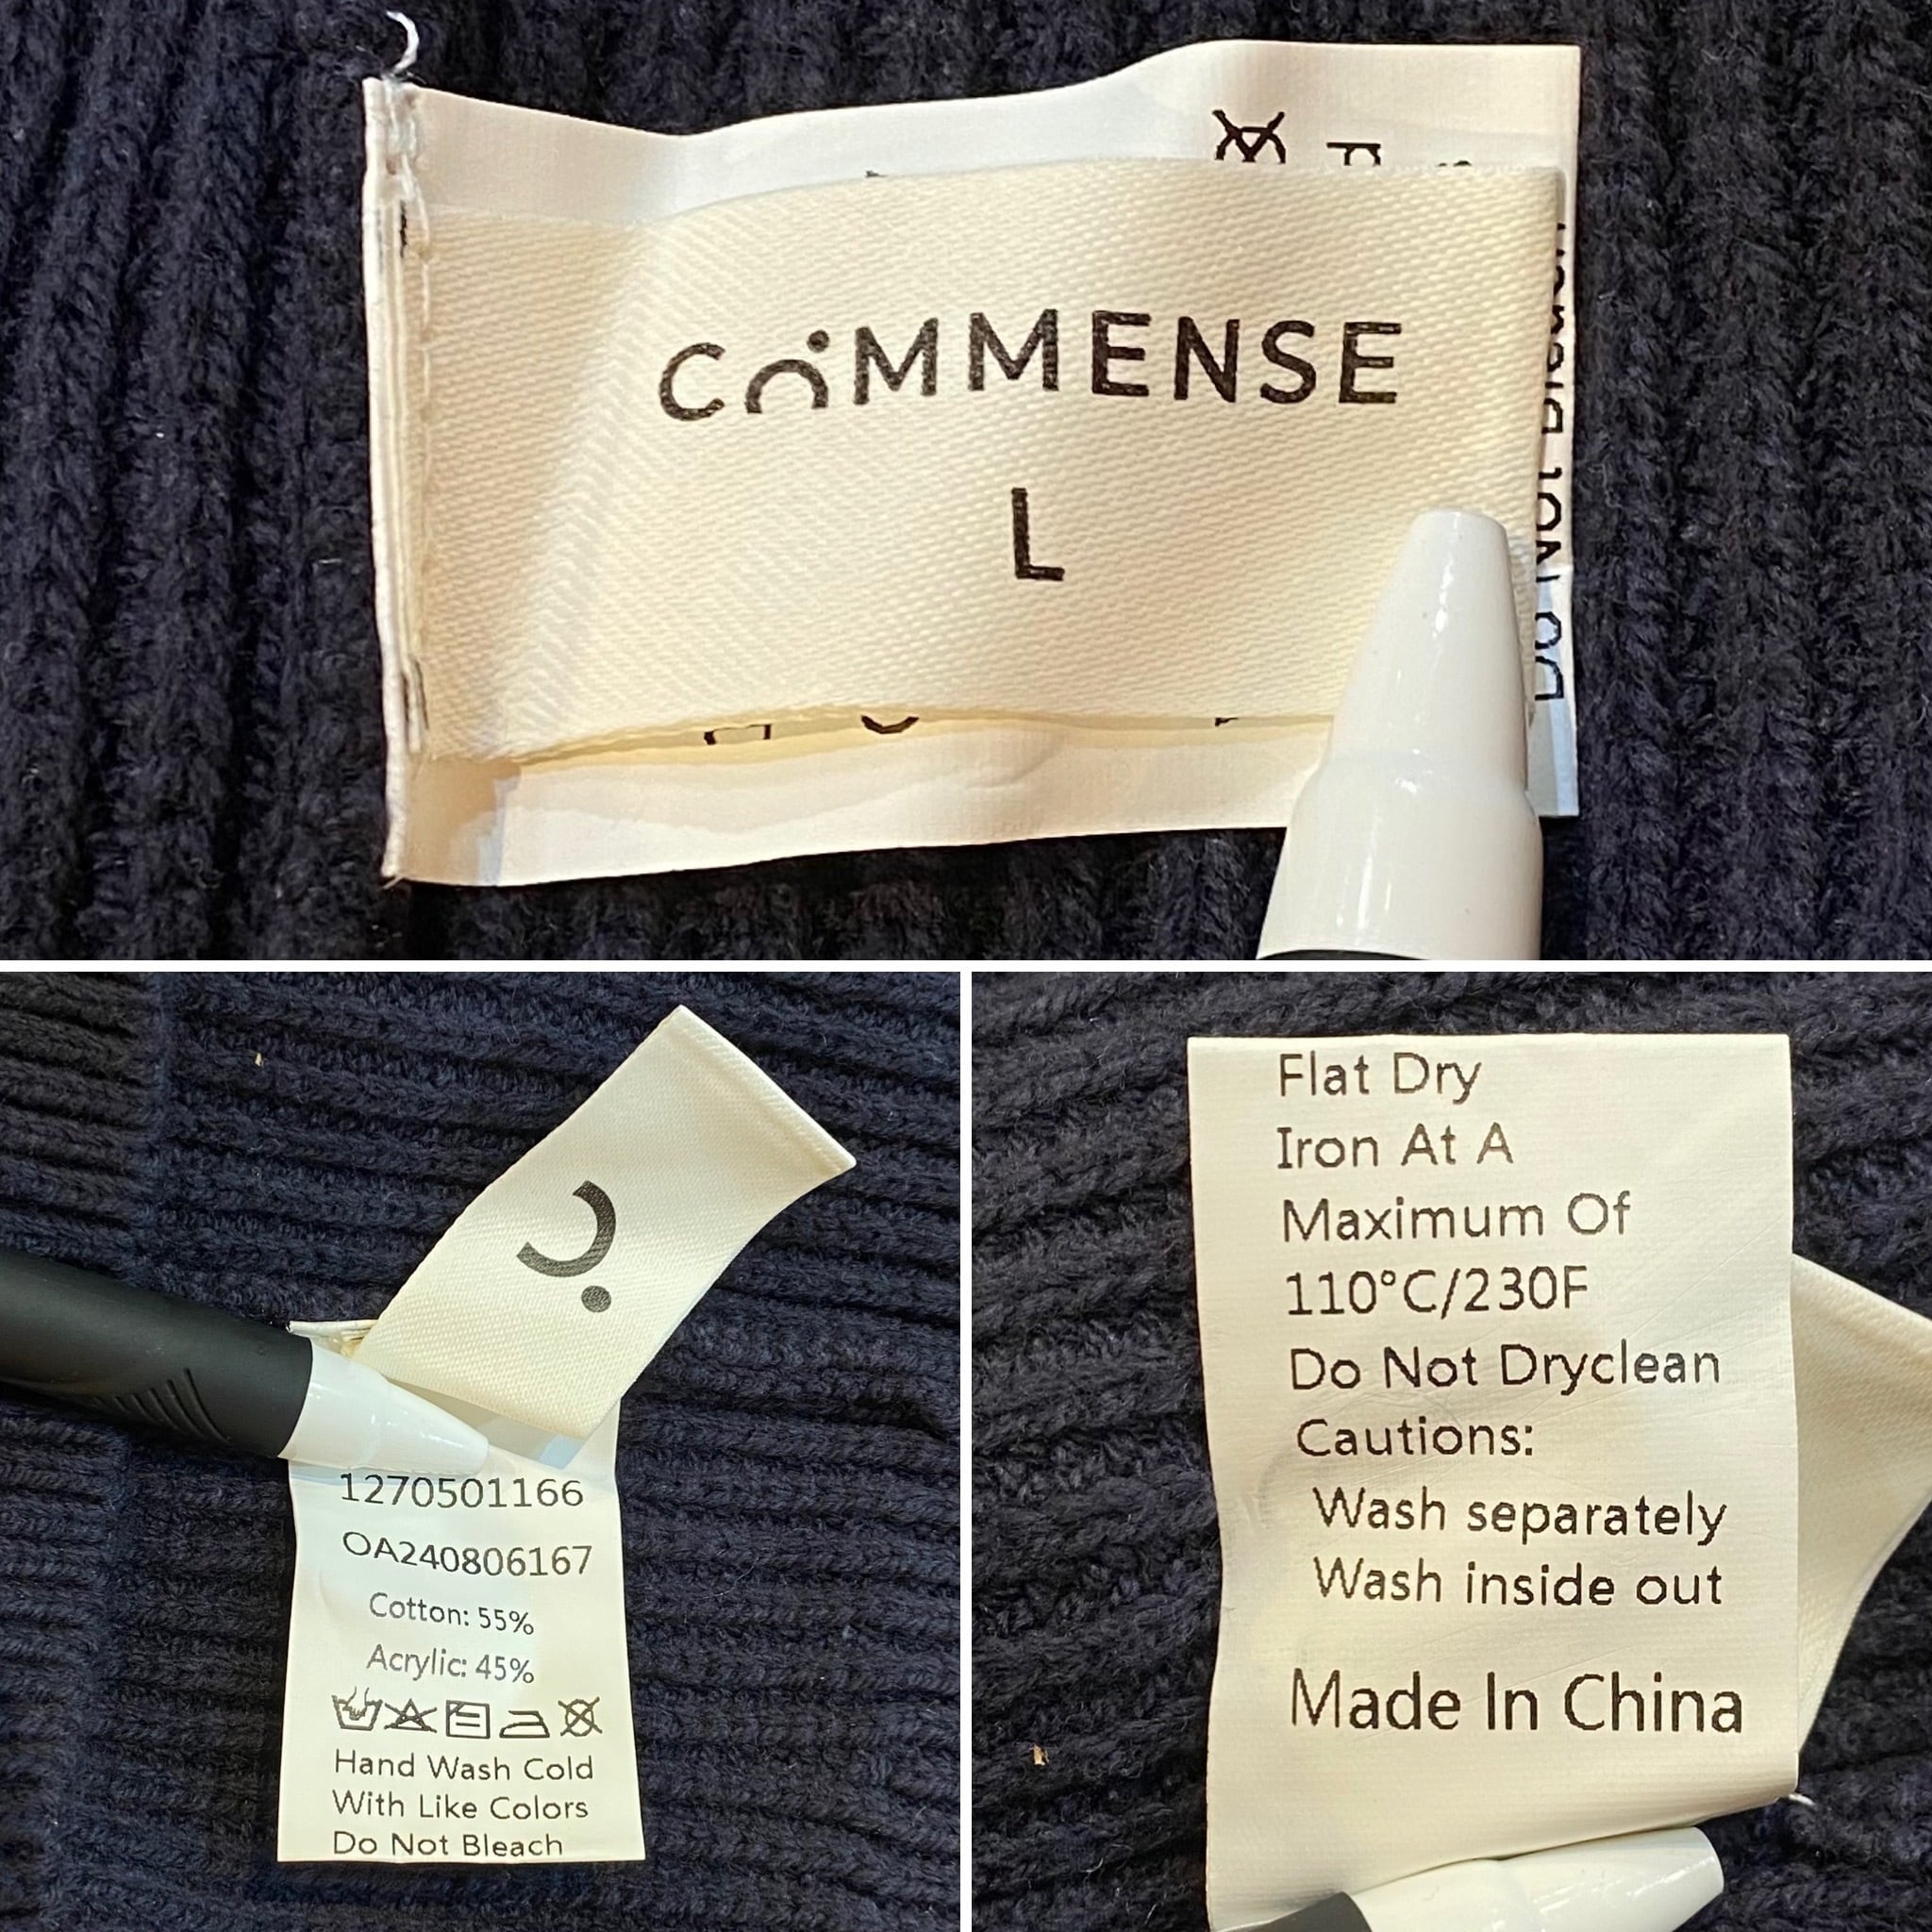 COMMENSE
L
Do Not Bleach
1270501166
OA240806167
Cotton: 55%
Acrylic: 45%
Hand Wash Cold
With Like Colors
Do Not Bleach
Flat Dry
Iron At A
Maximum Of
110°C/230F
Do Not Dryclean
Cautions:
Wash separately
Wash inside out
Made In China